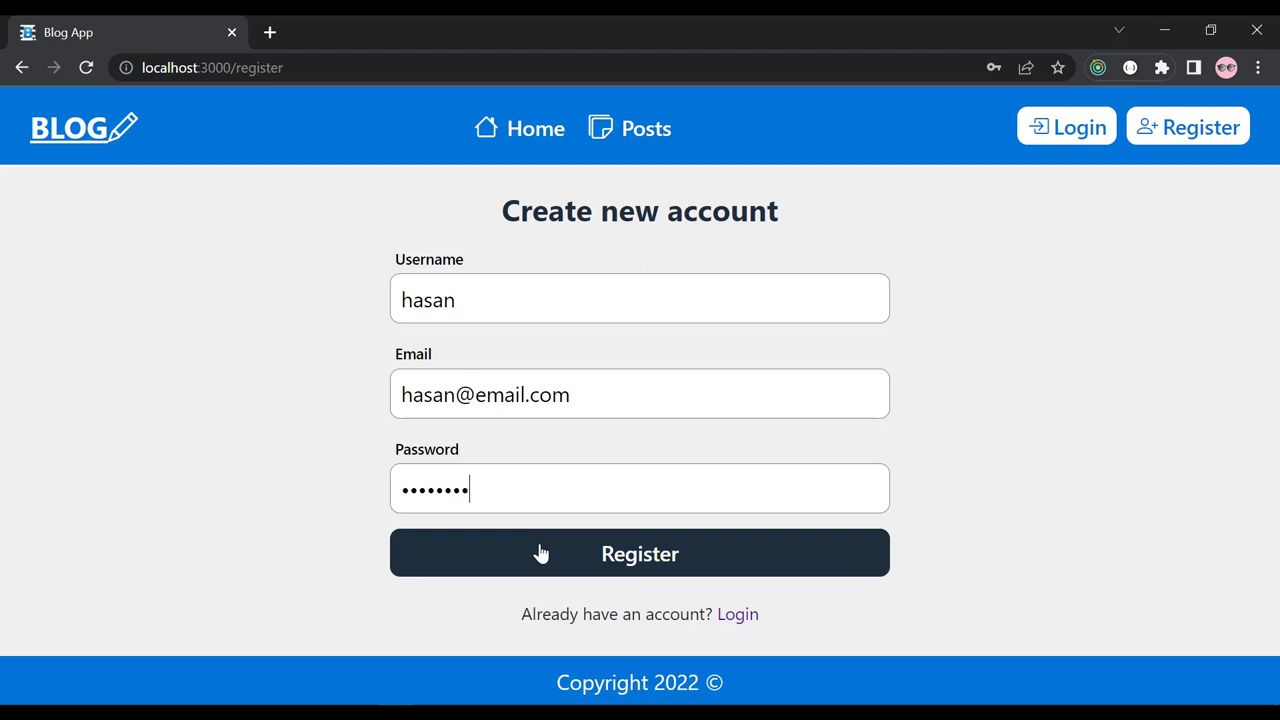 Blog App
localhost:3000/register
BLOG Home Posts Login Register
Create new account
Username
hasan
Email
hasan@email.com
Password
••••••••
Register
Already have an account? Login
Copyright 2022 ©